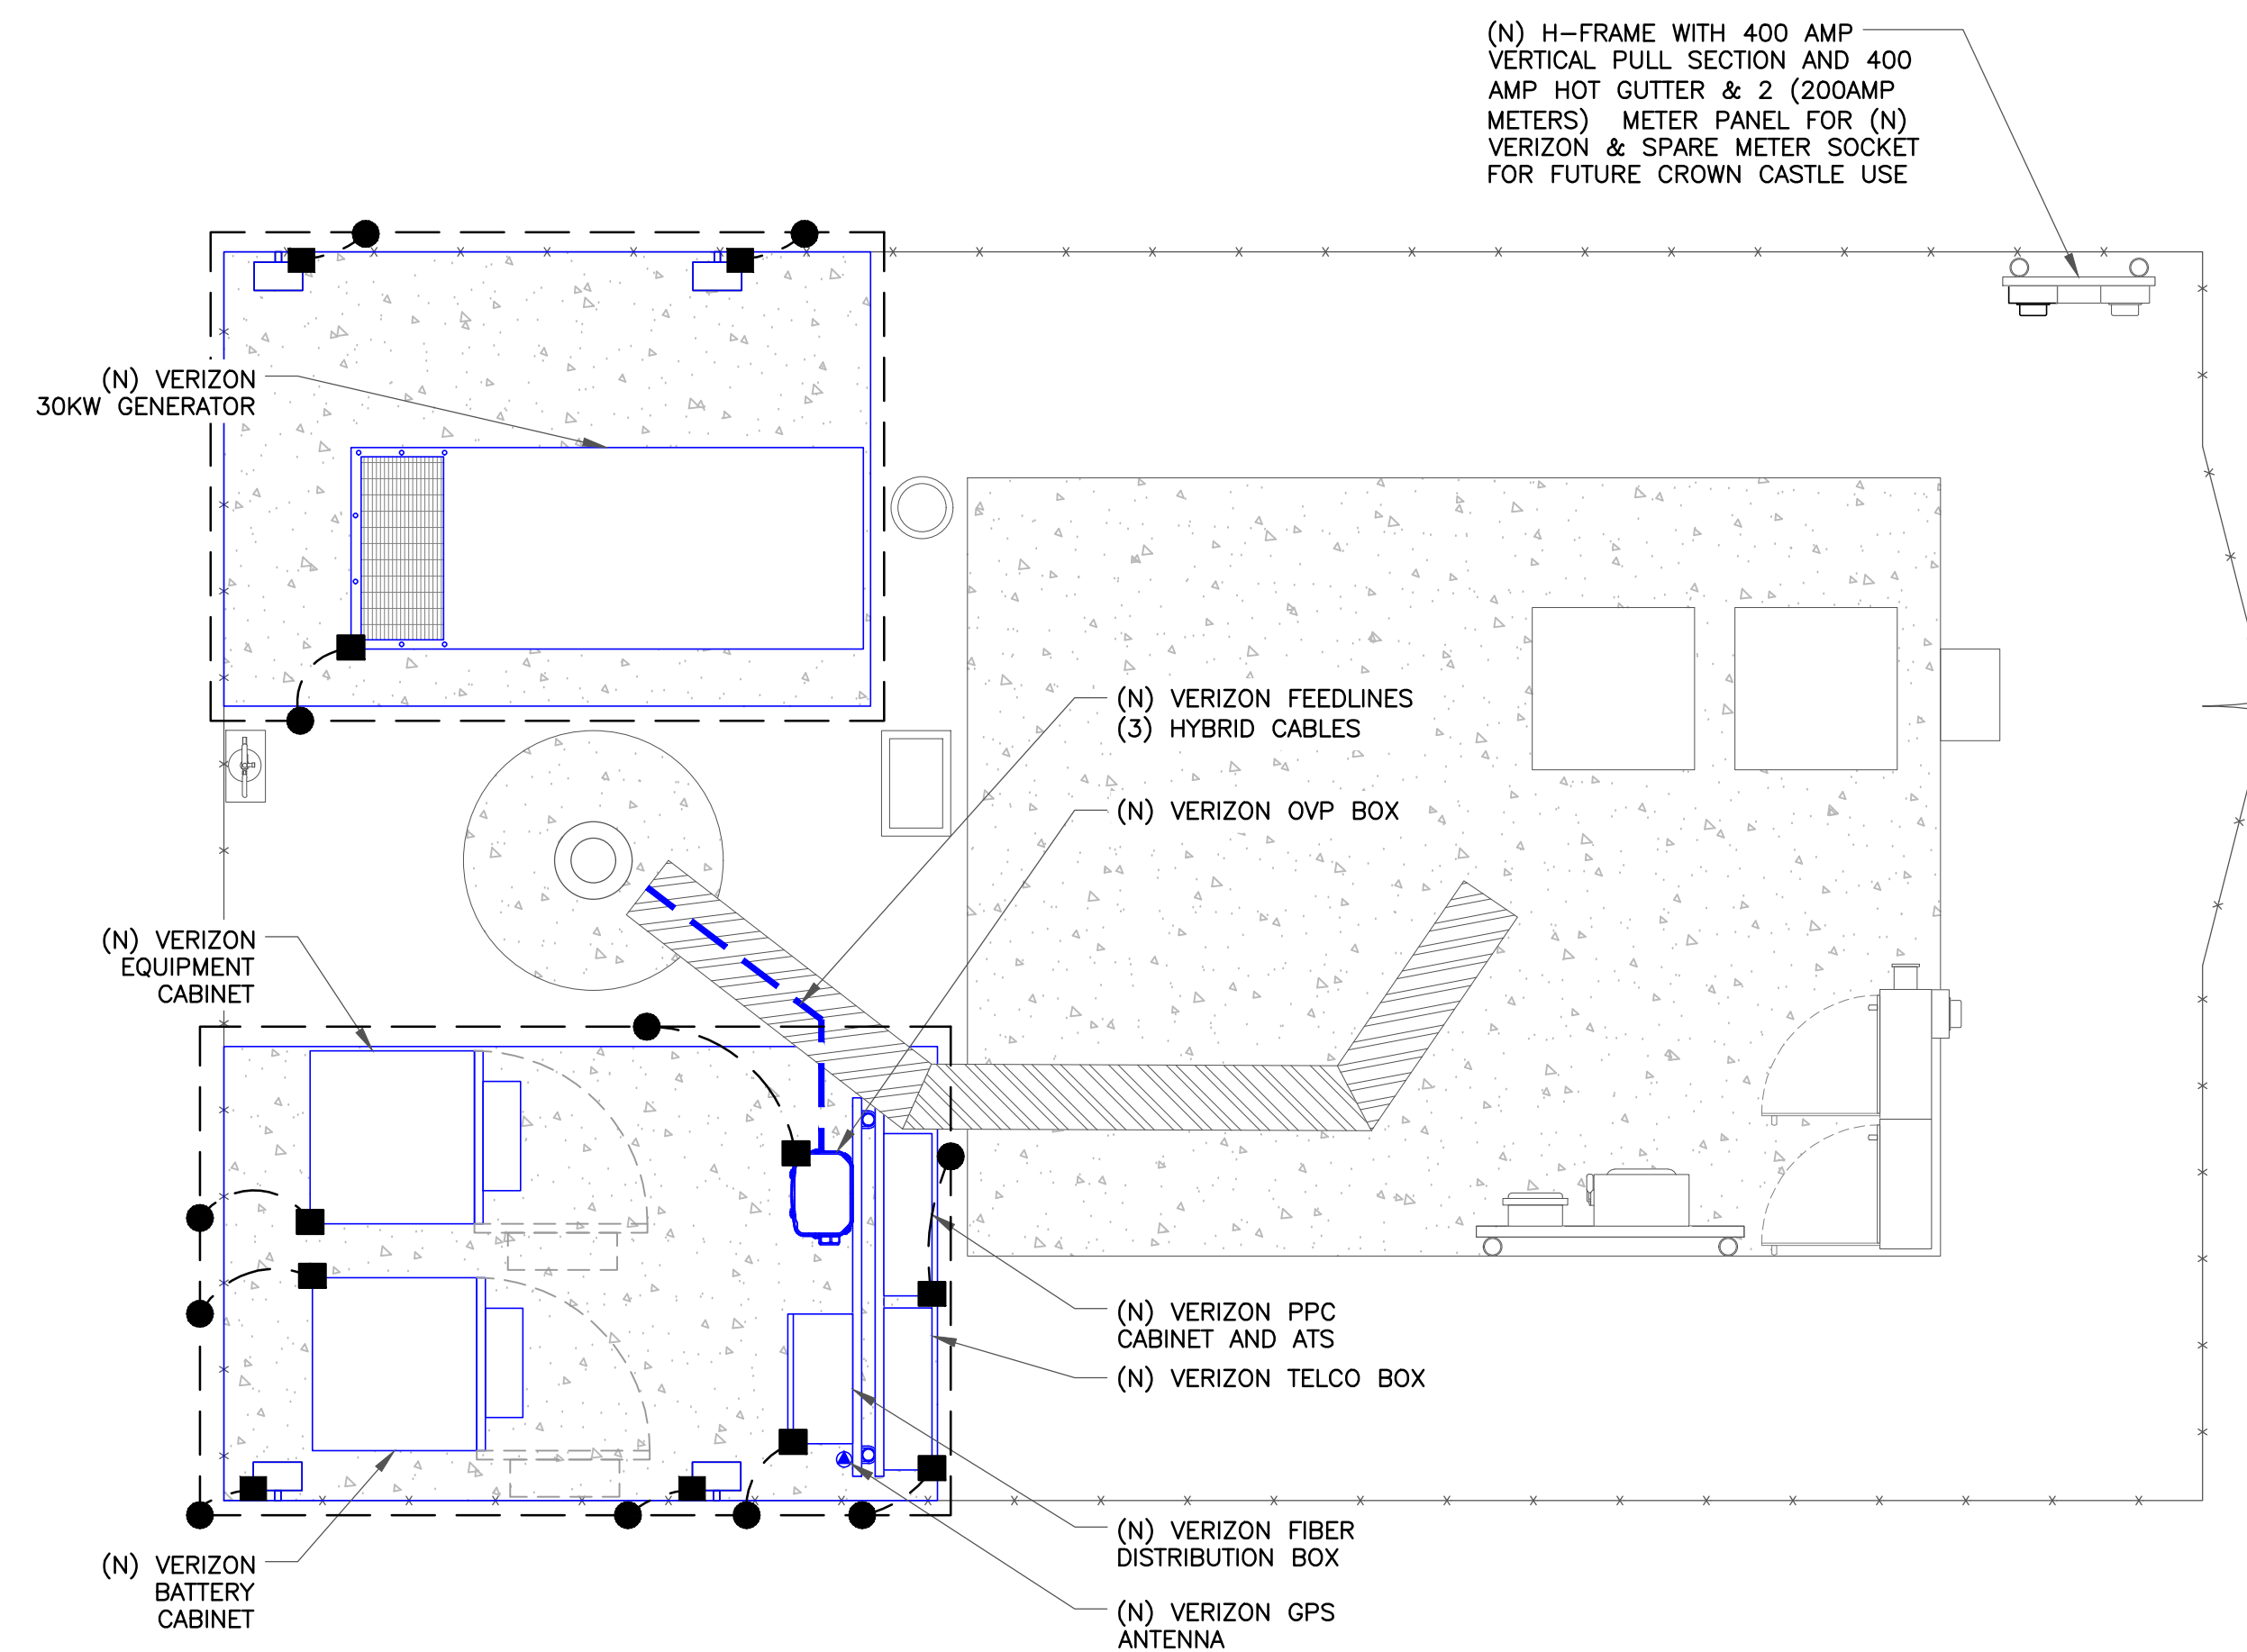 (N) H-FRAME WITH 400 AMP
VERTICAL PULL SECTION AND 400
AMP HOT GUTTER & 2 (200AMP
METERS) METER PANEL FOR (N)
VERIZON & SPARE METER SOCKET
FOR FUTURE CROWN CASTLE USE
(N) VERIZON
30KW GENERATOR
(N) VERIZON FEEDLINES
(3) HYBRID CABLES
(N) VERIZON OVP BOX
(N) VERIZON
EQUIPMENT
CABINET
(N) VERIZON PPC
CABINET AND ATS
(N) VERIZON TELCO BOX
(N) VERIZON FIBER
DISTRIBUTION BOX
(N) VERIZON
BATTERY
CABINET
(N) VERIZON GPS
ANTENNA